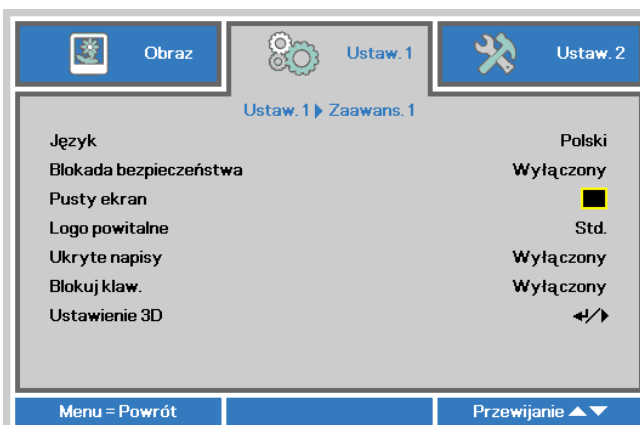 Obraz
Ustaw. 1
Ustaw. 2
Ustaw. 1 ▶ Zaawans. 1
Język Polski
Blokada bezpieczeństwa Wyłączony
Pusty ekran
Logo powitalne Std.
Ukryte napisy Wyłączony
Blokuj klaw. Wyłączony
Ustawienie 3D ↵/▶
Menu = Powrót
Przewijanie ▲▼